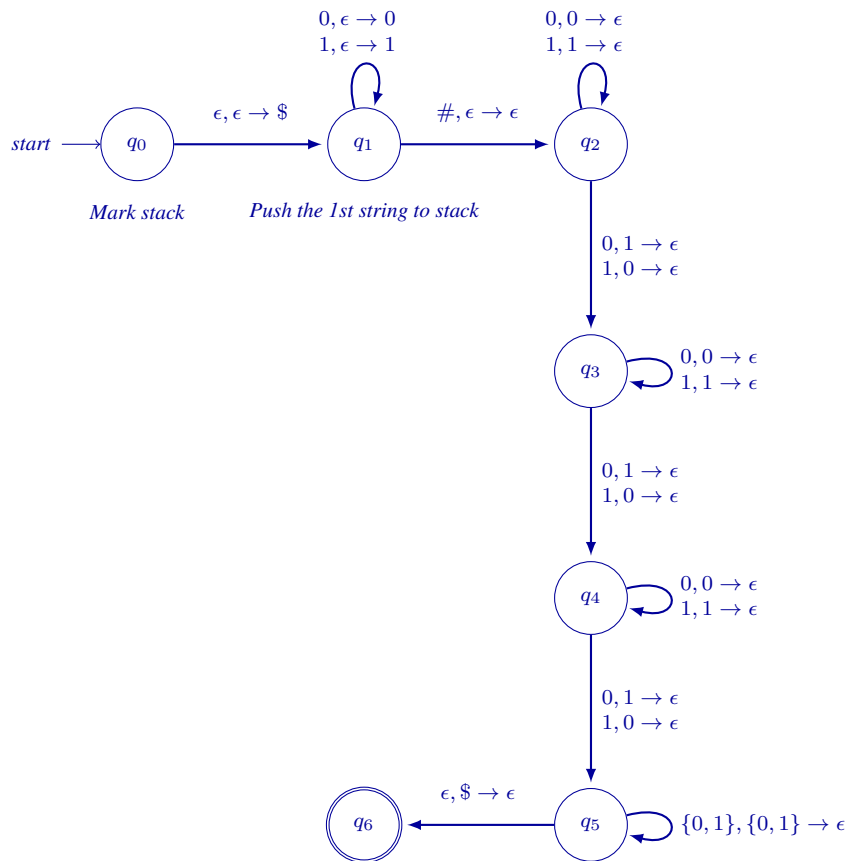 0, ϵ → 0
1, ϵ → 1
0, 0 → ϵ
1, 1 → ϵ
ϵ, ϵ → $
#, ϵ → ϵ
start
q0
q1
q2
Mark stack
Push the 1st string to stack
0, 1 → ϵ
1, 0 → ϵ
q3
0, 0 → ϵ
1, 1 → ϵ
0, 1 → ϵ
1, 0 → ϵ
q4
0, 0 → ϵ
1, 1 → ϵ
0, 1 → ϵ
1, 0 → ϵ
ϵ, $ → ϵ
q6
q5
{0, 1}, {0, 1} → ϵ